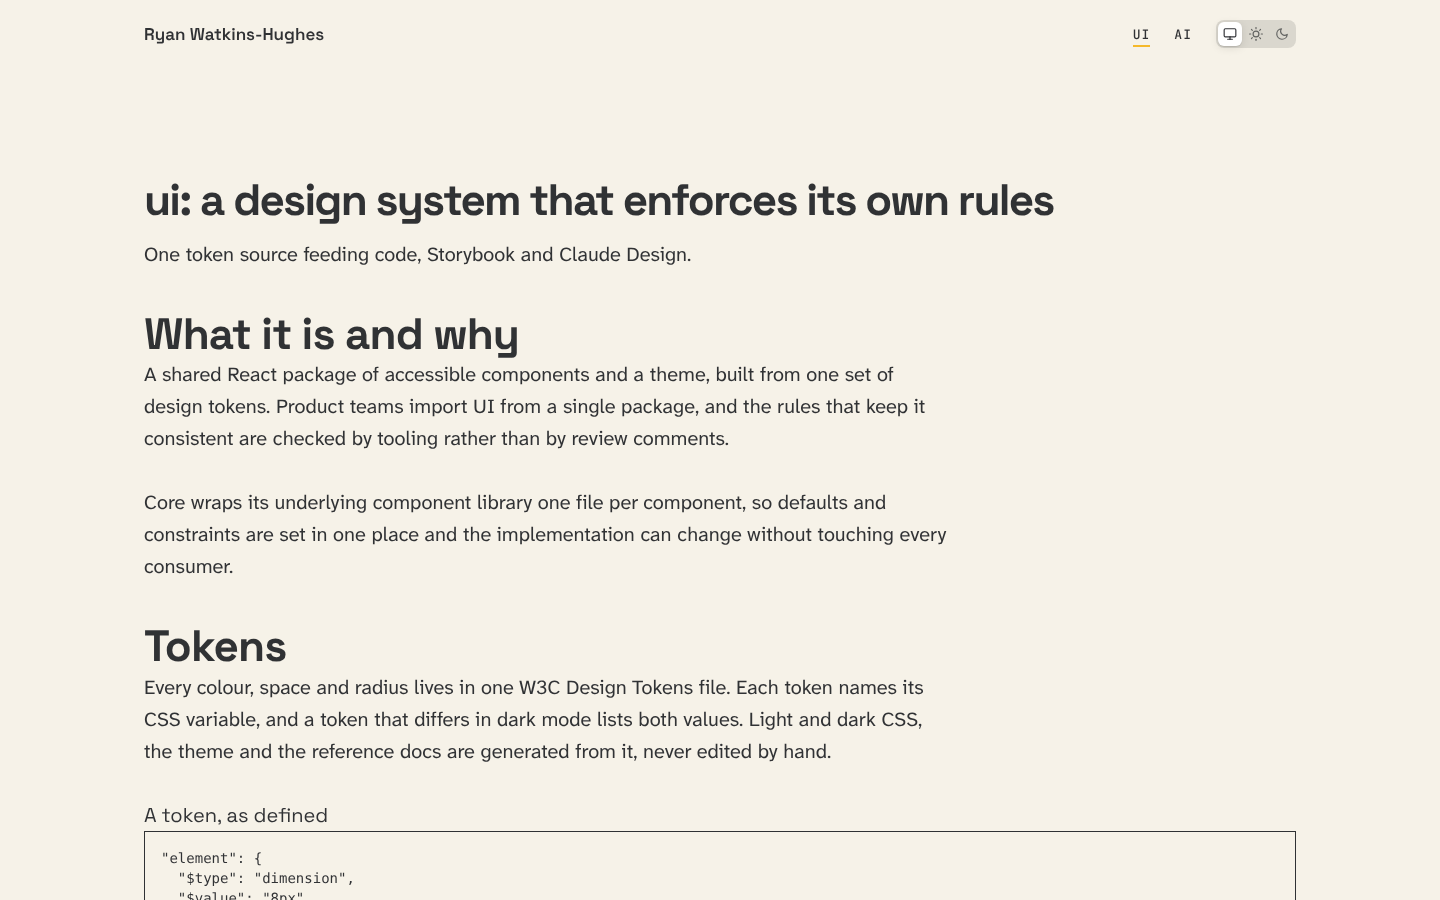 Ryan Watkins-Hughes
UI AI
ui: a design system that enforces its own rules
One token source feeding code, Storybook and Claude Design.
What it is and why
A shared React package of accessible components and a theme, built from one set of
design tokens. Product teams import UI from a single package, and the rules that keep it
consistent are checked by tooling rather than by review comments.
Core wraps its underlying component library one file per component, so defaults and
constraints are set in one place and the implementation can change without touching every
consumer.
Tokens
Every colour, space and radius lives in one W3C Design Tokens file. Each token names its
CSS variable, and a token that differs in dark mode lists both values. Light and dark CSS,
the theme and the reference docs are generated from it, never edited by hand.
A token, as defined
"element": {
"$type": "dimension",
"$value": "8px"